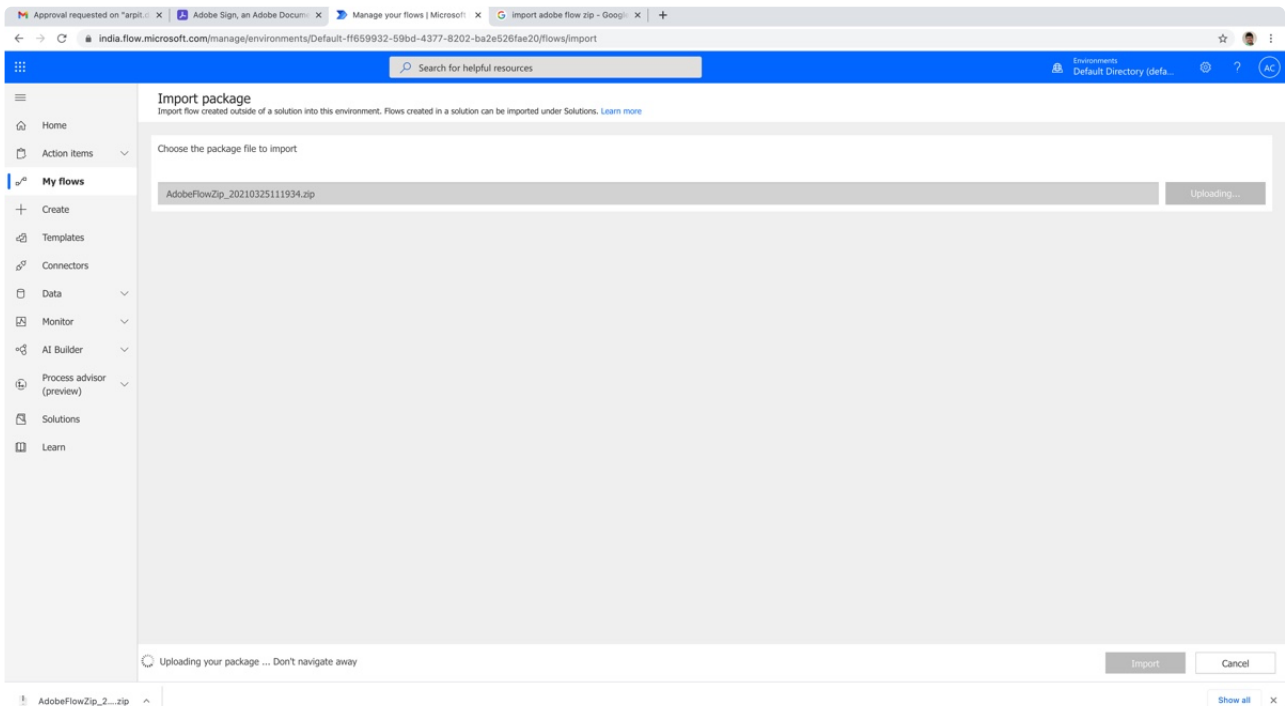 Approval requested on "arpit.c
Adobe Sign, an Adobe Docume
Manage your flows | Microsoft
import adobe flow zip - Google
india.flow.microsoft.com/manage/environments/Default-ff659932-59bd-4377-8202-ba2e526fae20/flows/import
Search for helpful resources
Environments
Default Directory (defa...
?
AC
Import package
Import flow created outside of a solution into this environment. Flows created in a solution can be imported under Solutions. Learn more
Home
Action items
My flows
Create
Templates
Connectors
Data
Monitor
AI Builder
Process advisor
(preview)
Solutions
Learn
Choose the package file to import
AdobeFlowZip_20210325111934.zip
Uploading...
Uploading your package ... Don't navigate away
Import
Cancel
AdobeFlowZip_2....zip
Show all